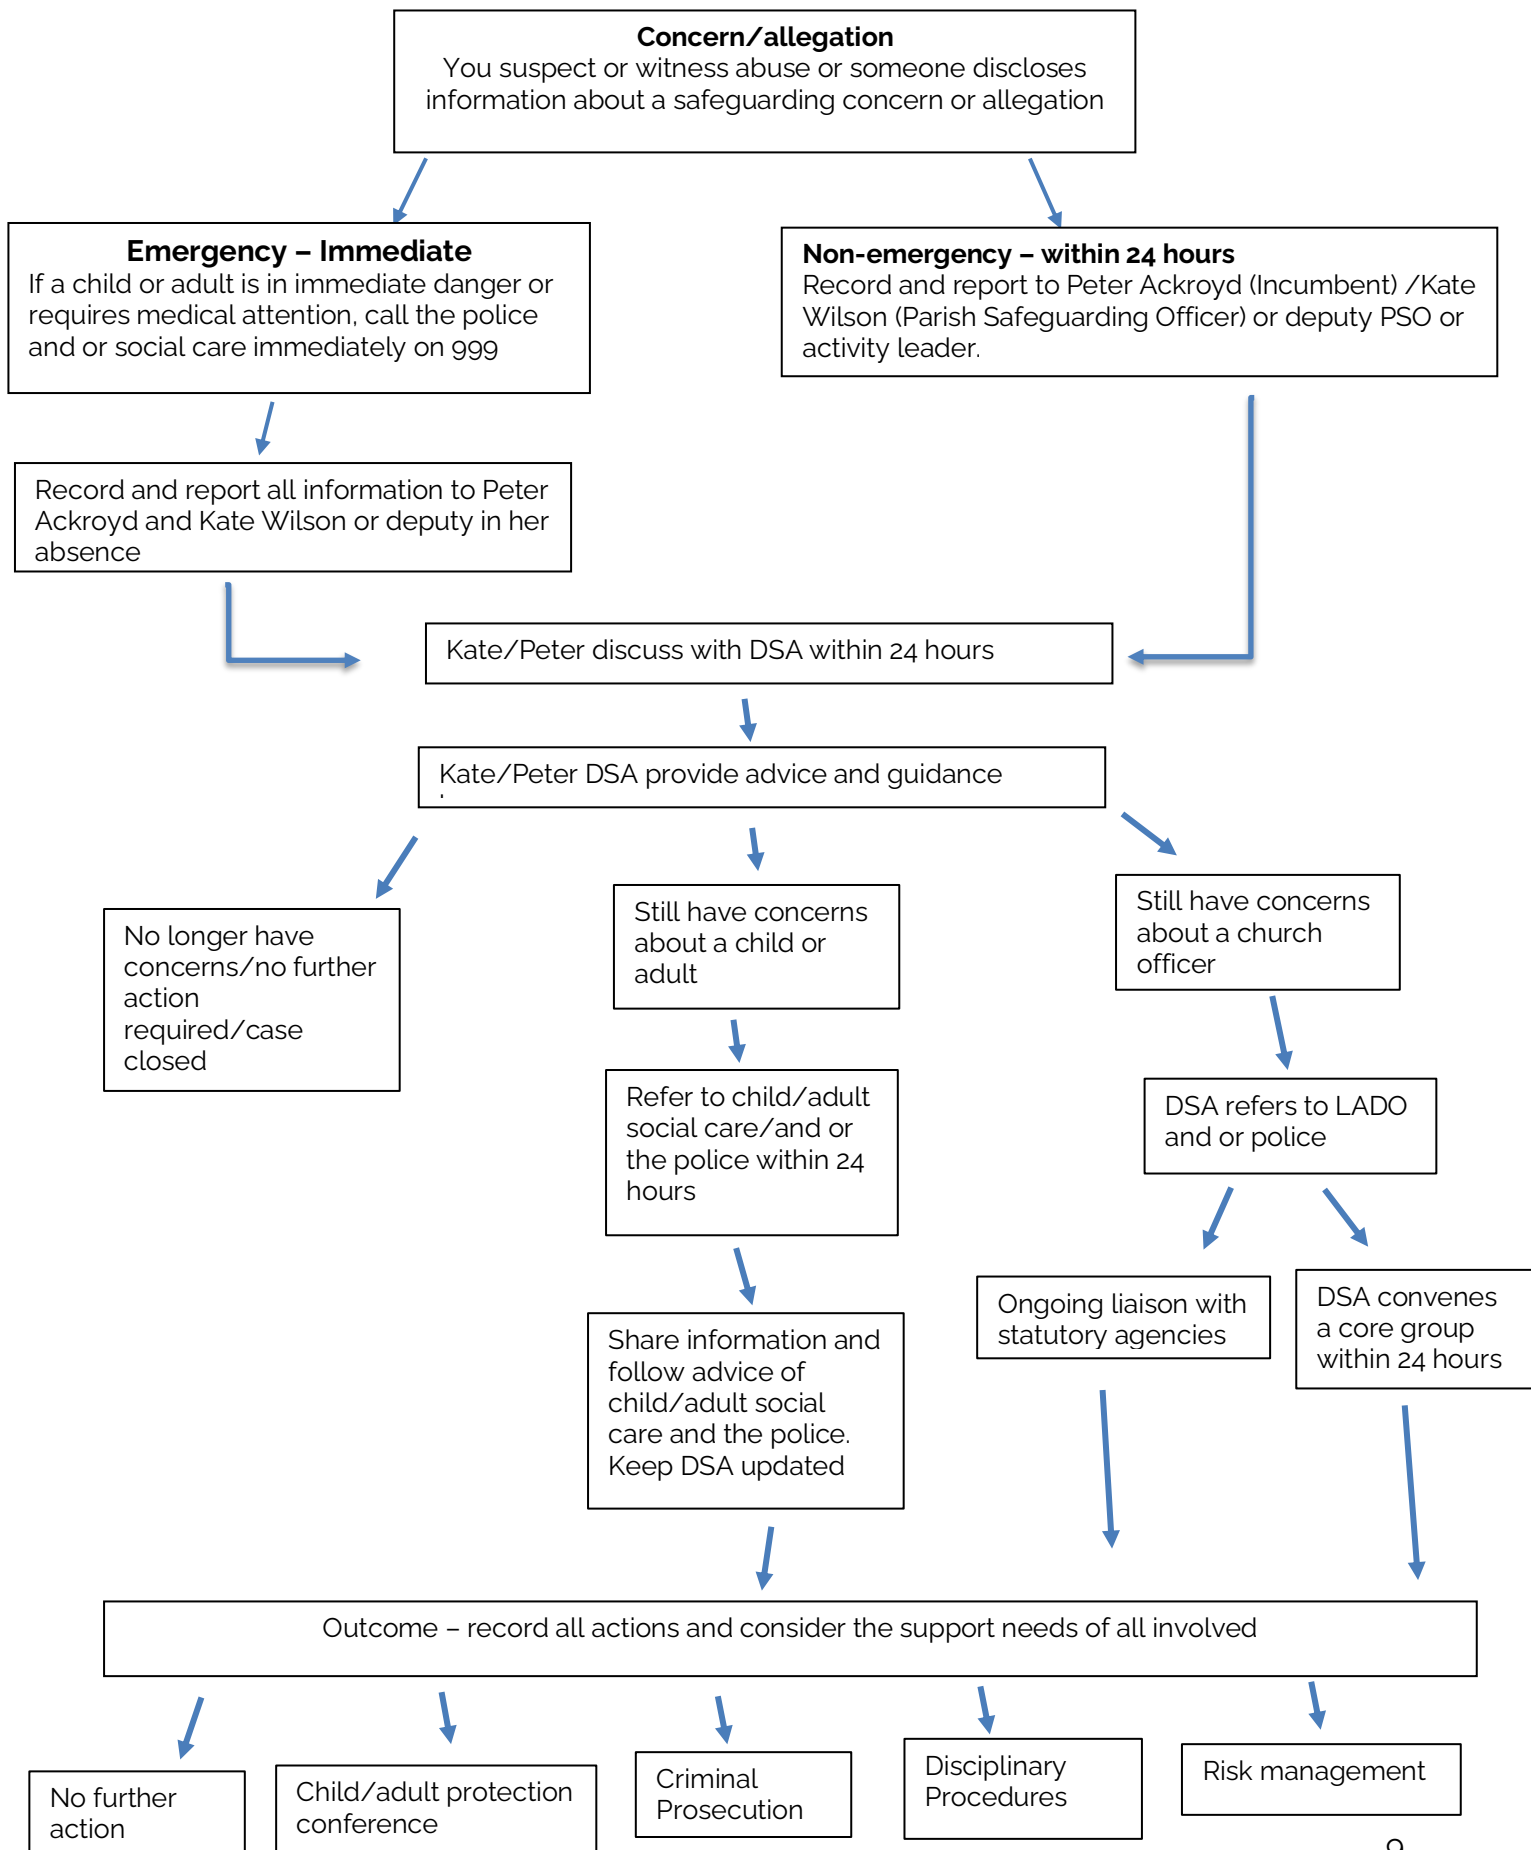 Concern/allegation
You suspect or witness abuse or someone discloses
information about a safeguarding concern or allegation
Emergency – Immediate
If a child or adult is in immediate danger or
requires medical attention, call the police
and or social care immediately on 999
Non-emergency – within 24 hours
Record and report to Peter Ackroyd (Incumbent) /Kate
Wilson (Parish Safeguarding Officer) or deputy PSO or
activity leader.
Record and report all information to Peter
Ackroyd and Kate Wilson or deputy in her
absence
Kate/Peter discuss with DSA within 24 hours
Kate/Peter DSA provide advice and guidance
No longer have
concerns/no further
action
required/case
closed
Still have concerns
about a child or
adult
Still have concerns
about a church
officer
Refer to child/adult
social care/and or
the police within 24
hours
DSA refers to LADO
and or police
Ongoing liaison with
statutory agencies
DSA convenes
a core group
within 24 hours
Share information and
follow advice of
child/adult social
care and the police.
Keep DSA updated
Outcome – record all actions and consider the support needs of all involved
No further
action
Child/adult protection
conference
Criminal
Prosecution
Disciplinary
Procedures
Risk management